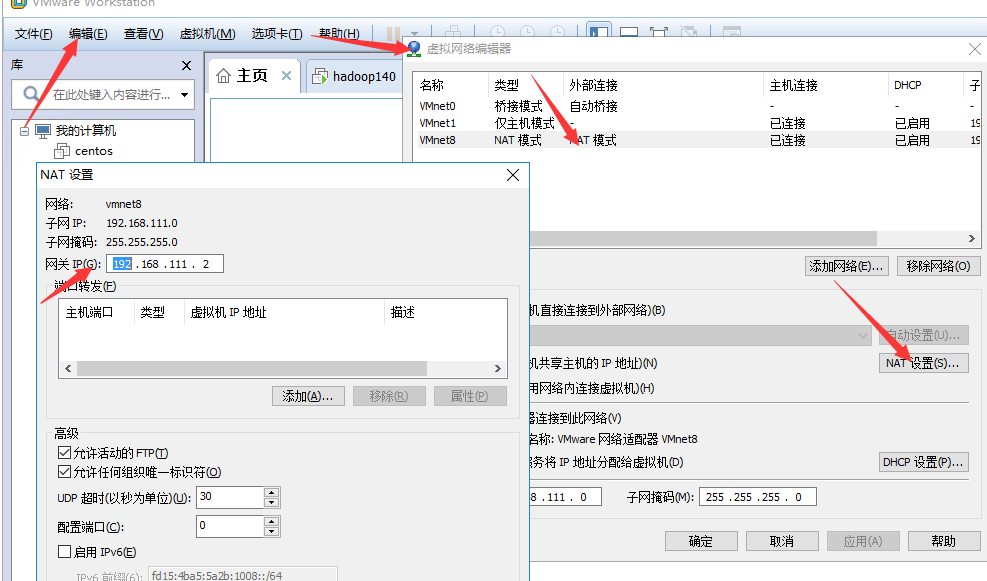 VMware Workstation
文件(F) 编辑(E) 查看(V) 虚拟机(M) 选项卡(T) 帮助(H)
库
在此处键入内容进行...
我的计算机
centos
主页
hadoop140
虚拟网络编辑器
名称 类型 外部连接 主机连接 DHCP 子
VMnet0 桥接模式 自动桥接 - -
VMnet1 仅主机模式 - 已连接 已启用 19
VMnet8 NAT 模式 NAT 模式 已连接 已启用 19
添加网络(E)... 移除网络(O)
机直接连接到外部网络)(B)
自动设置(U)...
机共享主机的 IP 地址)(N)
NAT 设置(S)...
用网络内连接虚拟机)(H)
器连接到此网络(V)
名称: VMware 网络适配器 VMnet8
务将 IP 地址分配给虚拟机(D)
DHCP 设置(P)...
8 .111 . 0 子网掩码(M): 255 .255 .255 . 0
确定 取消 应用(A) 帮助
NAT 设置
网络: vmnet8
子网 IP: 192.168.111.0
子网掩码: 255.255.255.0
网关 IP(G): 192 .168 .111 . 2
端口转发(F)
主机端口 类型 虚拟机 IP 地址 描述
添加(A)... 移除(R) 属性(P)
高级
允许活动的 FTP(T)
允许任何组织唯一标识符(O)
UDP 超时(以秒为单位)(U): 30
配置端口(C): 0
启用 IPv6(E)
IPv6 前缀(6): fd15:4ba5:5a2b:1008::/64